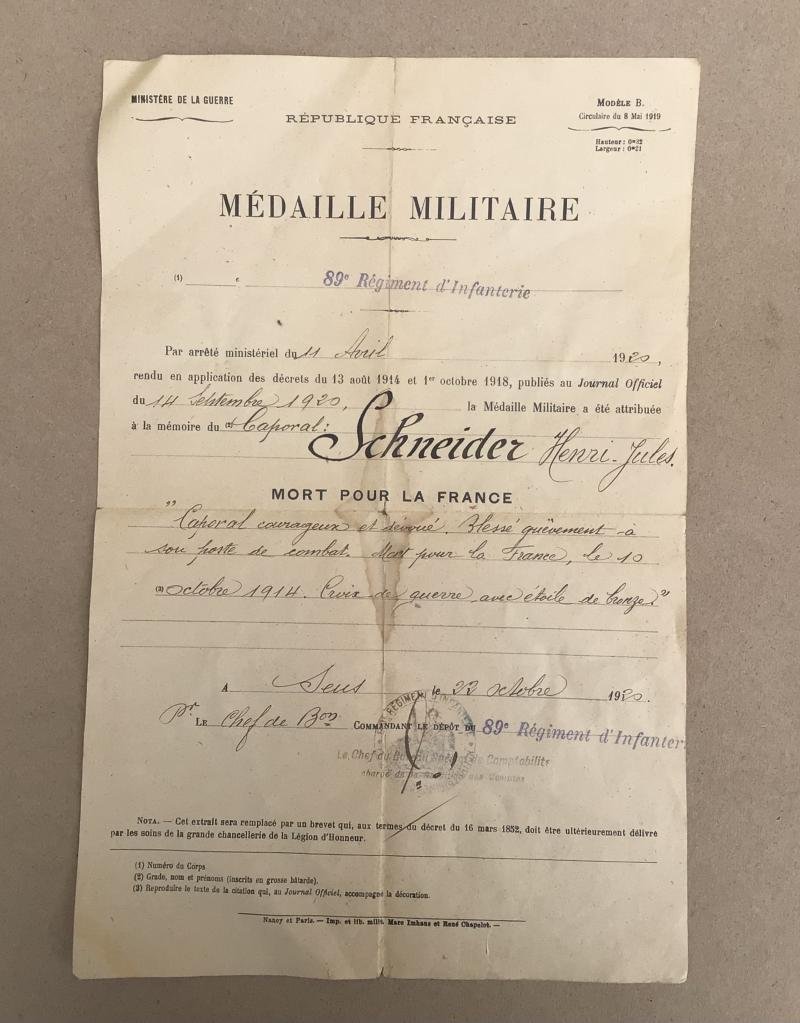 MINISTÈRE DE LA GUERRE
MODÈLE B.
Circulaire du 8 Mai 1919
Hauteur : 0m32
Largeur : 0m21
RÉPUBLIQUE FRANÇAISE
MÉDAILLE MILITAIRE
(1) e 89e Régiment d'Infanterie
Par arrêté ministériel du 11 Avril 1920,
rendu en application des décrets du 13 août 1914 et 1er octobre 1918, publiés au Journal Officiel
du 14 Septembre 1920, la Médaille Militaire a été attribuée
à la mémoire du (2) Caporal :
Schneider Henri-Jules.
MORT POUR LA FRANCE
"Caporal courageux et dévoué. Blessé guèvement à
son poste de combat. Mort pour la France, le 10
(3) octobre 1914. Croix de guerre avec étoile de bronze."
A Sens le 22 octobre 1920.
Pr LE Chef de Bon COMMANDANT LE DÉPÔT DU 89e Régiment d'Infanterie
Le Chef du Bureau Spécial de Comptabilité
NOTA. — Cet extrait sera remplacé par un brevet qui, aux termes du décret du 16 mars 1852, doit être ultérieurement délivré
par les soins de la grande chancellerie de la Légion d'Honneur.
(1) Numéro du Corps
(2) Grade, nom et prénoms (inscrits en grosse bâtarde).
(3) Reproduire le texte de la citation qui, au Journal Officiel, accompagne la décoration.
Nancy et Paris. — Imp. et lib. milit. Marc Imhaus et René Chapelot. —